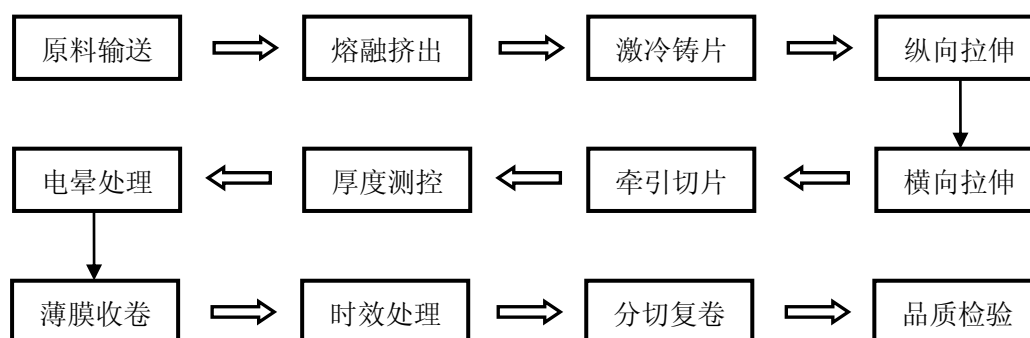 原料输送 熔融挤出 激冷铸片 纵向拉伸
电晕处理 厚度测控 牵引切片 横向拉伸
薄膜收卷 时效处理 分切复卷 品质检验